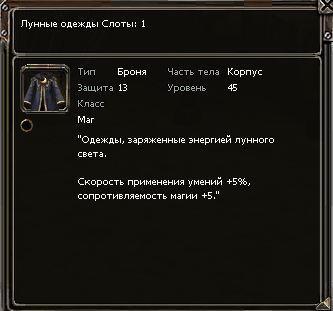 Лунные одежды Слоты: 1
Тип Броня Часть тела Корпус
Защита 13 Уровень 45
Класс
Маг
"Одежды, заряженные энергией лунного
света.
Скорость применения умений +5%,
сопротивляемость магии +5."